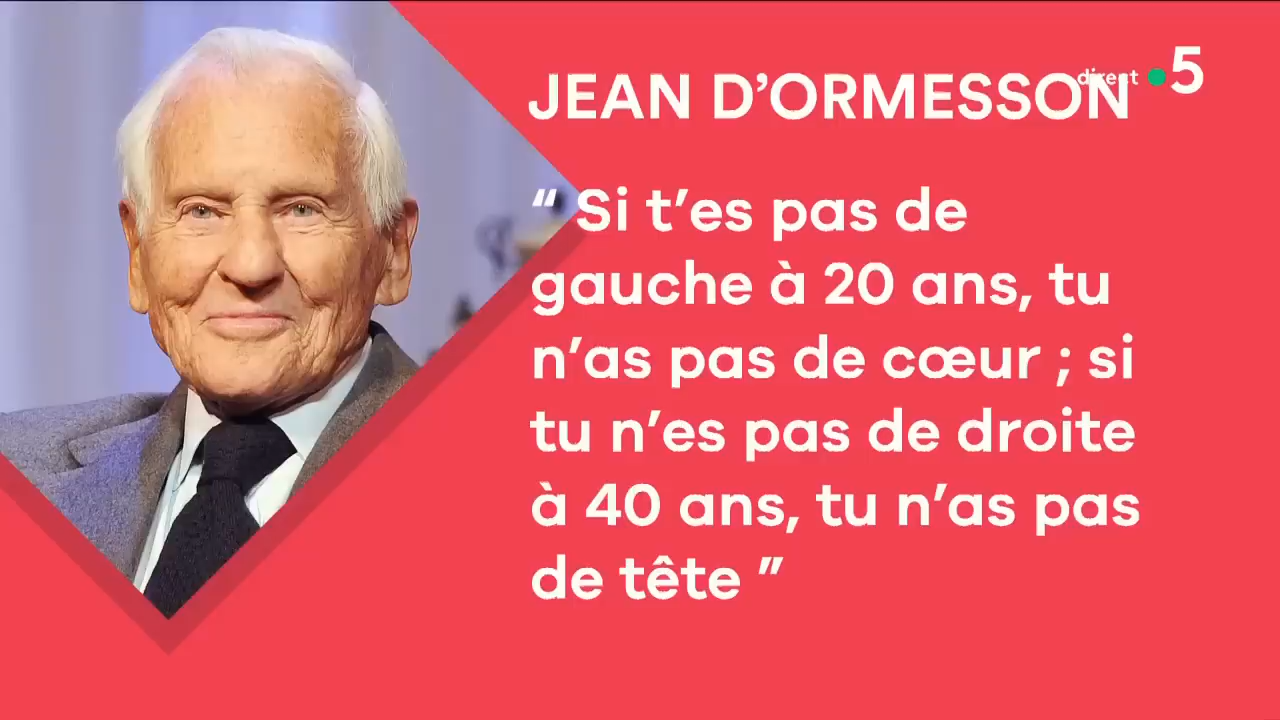 JEAN D’ORMESSON
direct 5
“ Si t’es pas de
gauche à 20 ans, tu
n’as pas de cœur ; si
tu n’es pas de droite
à 40 ans, tu n’as pas
de tête ”